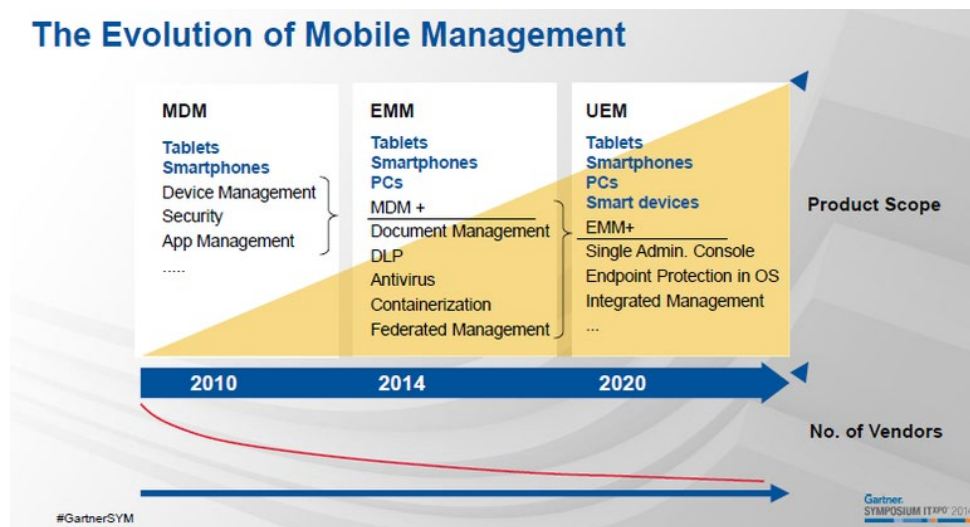 The Evolution of Mobile Management
MDM
Tablets
Smartphones
Device Management
Security
App Management
.....
EMM
Tablets
Smartphones
PCs
MDM +
Document Management
DLP
Antivirus
Containerization
Federated Management
UEM
Tablets
Smartphones
PCs
Smart devices
EMM+
Single Admin. Console
Endpoint Protection in OS
Integrated Management
...
Product Scope
2010
2014
2020
No. of Vendors
#GartnerSYM
Gartner.
SYMPOSIUM ITXPO